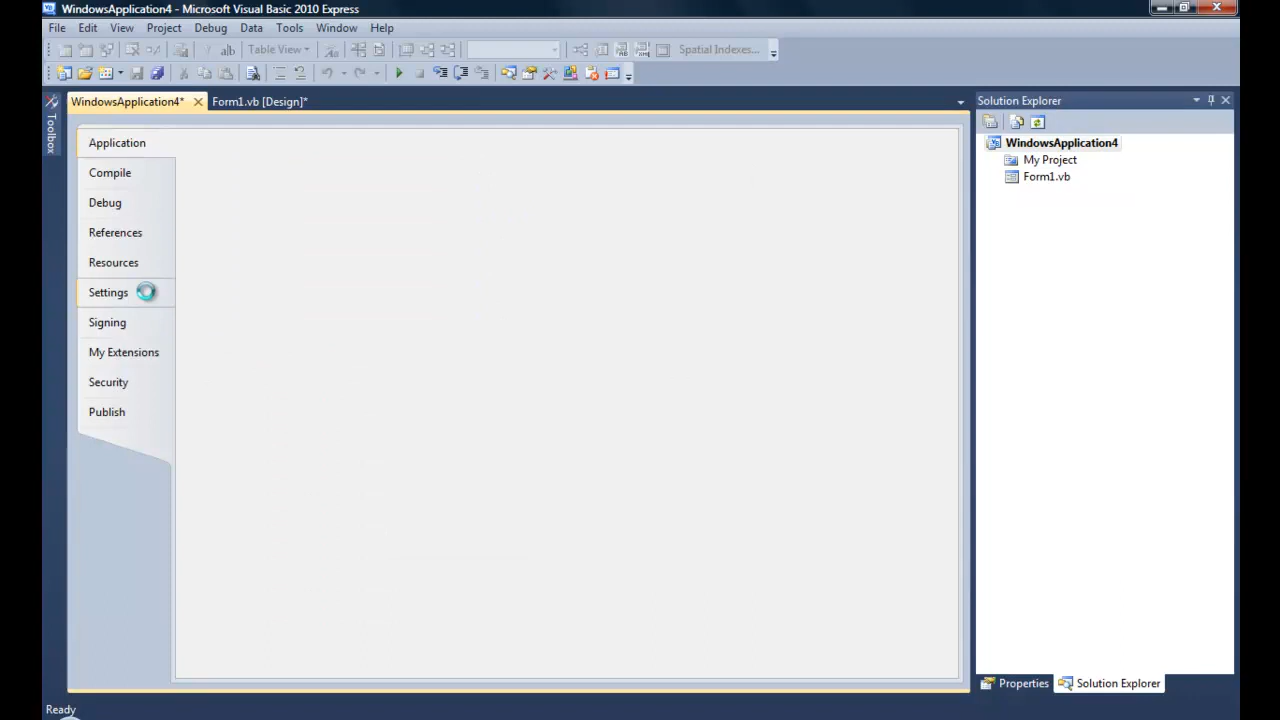 WindowsApplication4 - Microsoft Visual Basic 2010 Express
File Edit View Project Debug Data Tools Window Help
ab Table View Spatial Indexes...
Toolbox
WindowsApplication4* Form1.vb [Design]*
Application
Compile
Debug
References
Resources
Settings
Signing
My Extensions
Security
Publish
Solution Explorer
WindowsApplication4
My Project
Form1.vb
Properties Solution Explorer
Ready